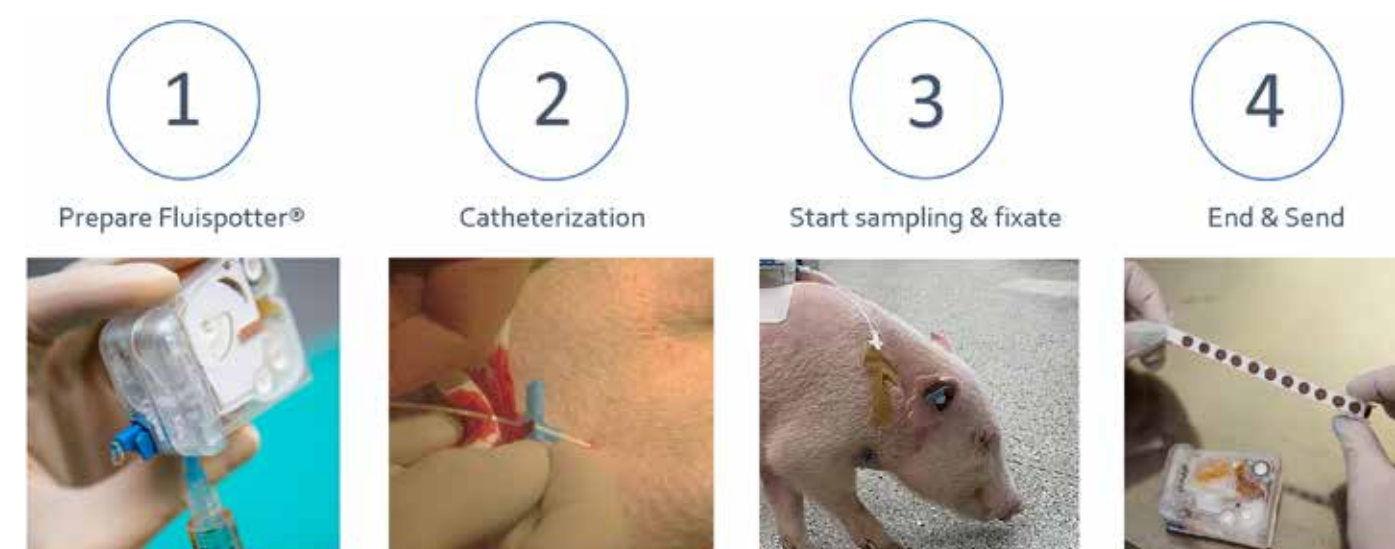 1
2
3
4
Prepare Fluispotter®
Catheterization
Start sampling & fixate
End & Send